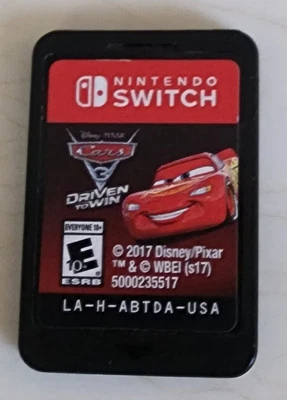 NINTENDO
SWITCH
Disney · PIXAR
Cars
3
DRIVEN
TO WIN
EVERYONE 10+
E
10+
ESRB
© 2017 Disney/Pixar
™ & © WBEI (s17)
5000235517
LA-H-ABTDA-USA